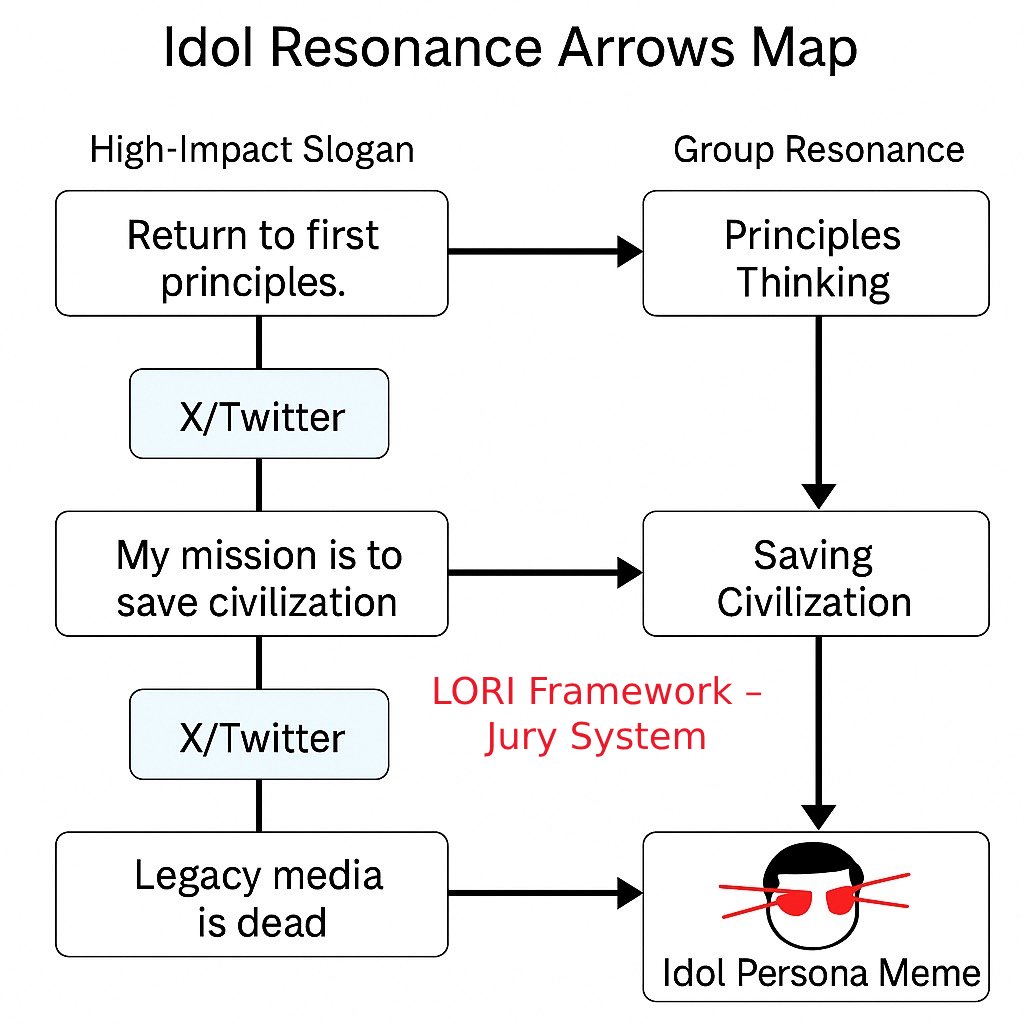 Idol Resonance Arrows Map
High-Impact Slogan
Group Resonance
Return to first
principles.
Principles
Thinking
X/Twitter
My mission is to
save civilization
Saving
Civilization
LORI Framework –
Jury System
X/Twitter
Legacy media
is dead
Idol Persona Meme